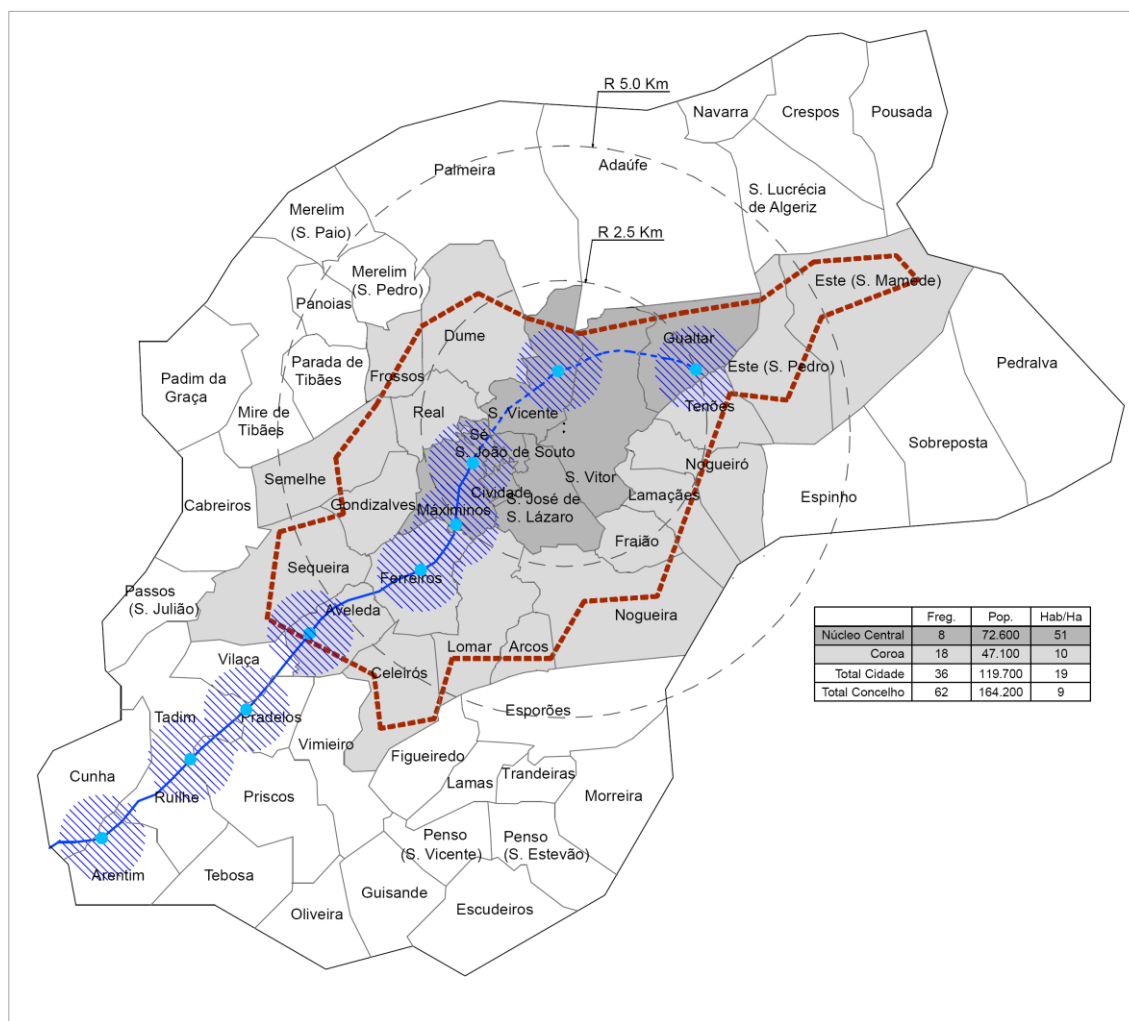 R 5.0 Km
Navarra
Crespos
Pousada
Palmeira
Adaúfe
S. Lucrécia
de Algeriz
Merelim
(S. Paio)
R 2.5 Km
Merelim
(S. Pedro)
Este (S. Mamede)
Panoias
Dume
Gualtar
Parada de
Tibães
Frossos
Este (S. Pedro)
Pedralva
Padim da
Graça
Mire de
Tibães
Real
S. Vicente
Tenões
Sé
S. João de Souto
Sobreposta
Semelhe
S. Vitor
Nogueiró
Cividade
Lamaçães
Espinho
Cabreiros
Gondizalves
Máximinos
S. José de
S. Lázaro
Fraião
Sequeira
Ferreiros
Passos
(S. Julião)
Aveleda
Nogueira
Lomar
Arcos
Vilaça
Celeirós
Tadim
Pradelos
Esporões
Vimieiro
Figueiredo
Cunha
Lamas
Trandeiras
Ruilhe
Priscos
Morreira
Penso
(S. Vicente)
Penso
(S. Estevão)
Arentim
Tebosa
Guisande
Oliveira
Escudeiros
Freg. Pop. Hab/Ha
Núcleo Central 8 72.600 51
Coroa 18 47.100 10
Total Cidade 36 119.700 19
Total Concelho 62 164.200 9